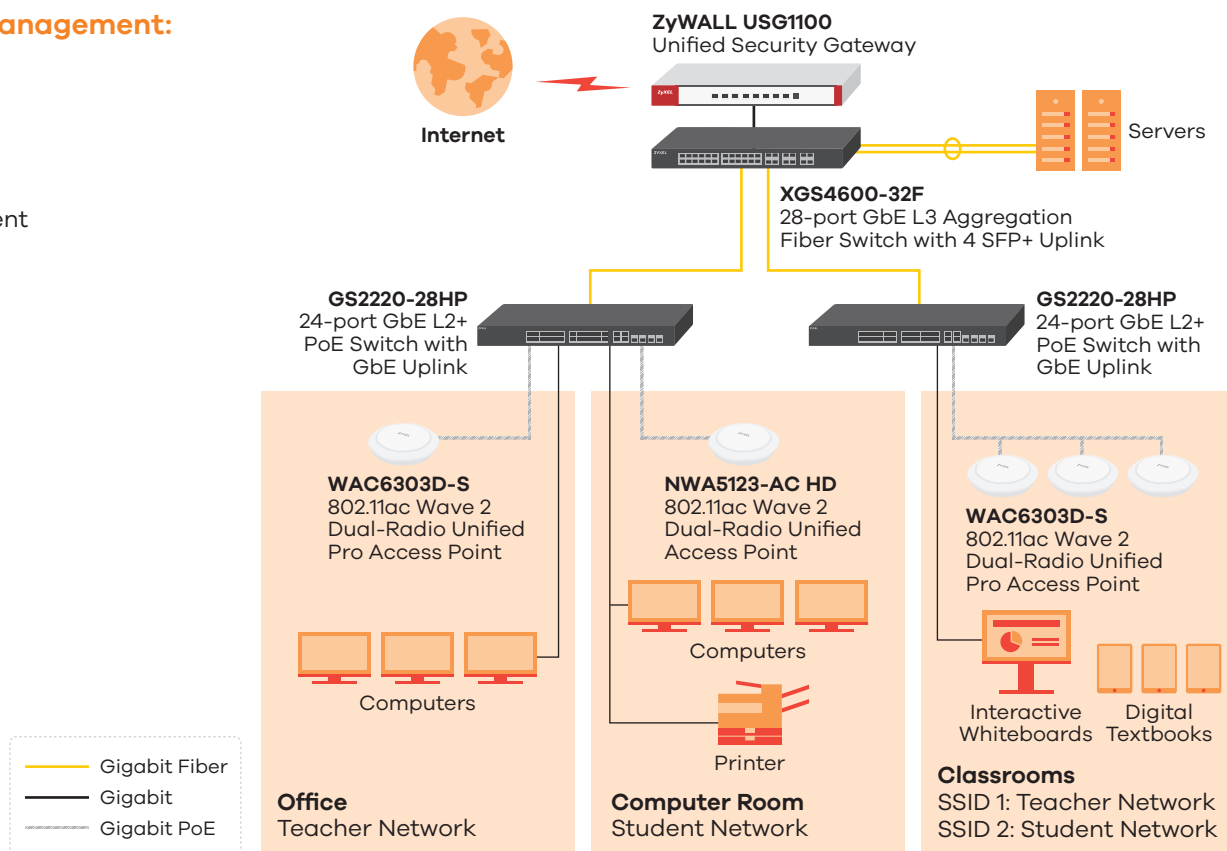 anagement:
ent
ZyWALL USG1100
Unified Security Gateway
ZyXEL
Internet
ZYXEL
Servers
XGS4600-32F
28-port GbE L3 Aggregation
Fiber Switch with 4 SFP+ Uplink
GS2220-28HP
24-port GbE L2+
PoE Switch with
GbE Uplink
GS2220-28HP
24-port GbE L2+
PoE Switch with
GbE Uplink
WAC6303D-S
802.11ac Wave 2
Dual-Radio Unified
Pro Access Point
Computers
Office
Teacher Network
NWA5123-AC HD
802.11ac Wave 2
Dual-Radio Unified
Access Point
Computers
Printer
Computer Room
Student Network
WAC6303D-S
802.11ac Wave 2
Dual-Radio Unified
Pro Access Point
Interactive
Whiteboards
Digital
Textbooks
Classrooms
SSID 1: Teacher Network
SSID 2: Student Network
Gigabit Fiber
Gigabit
Gigabit PoE